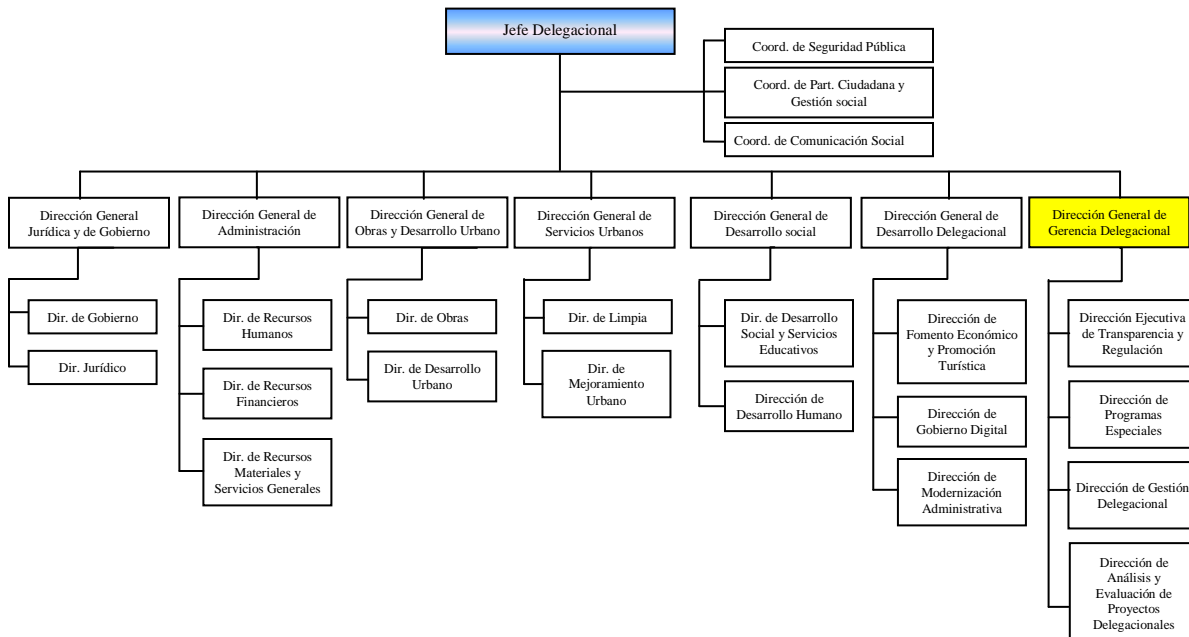 Jefe Delegacional
Coord. de Seguridad Pública
Coord. de Part. Ciudadana y
Gestión social
Coord. de Comunicación Social
Dirección General
Jurídica y de Gobierno
Dirección General de
Administración
Dirección General de
Obras y Desarrollo Urbano
Dirección General de
Servicios Urbanos
Dirección General de
Desarrollo social
Dirección General de
Desarrollo Delegacional
Dirección General de
Gerencia Delegacional
Dir. de Gobierno
Dir. Jurídico
Dir. de Recursos
Humanos
Dir. de Recursos
Financieros
Dir. de Recursos
Materiales y
Servicios Generales
Dir. de Obras
Dir. de Desarrollo
Urbano
Dir. de Limpia
Dir. de
Mejoramiento
Urbano
Dir. de Desarrollo
Social y Servicios
Educativos
Dirección de
Desarrollo Humano
Dirección de
Fomento Económico
y Promoción
Turística
Dirección de
Gobierno Digital
Dirección de
Modernización
Administrativa
Dirección Ejecutiva
de Transparencia y
Regulación
Dirección de
Programas
Especiales
Dirección de Gestión
Delegacional
Dirección de
Análisis y
Evaluación de
Proyectos
Delegacionales